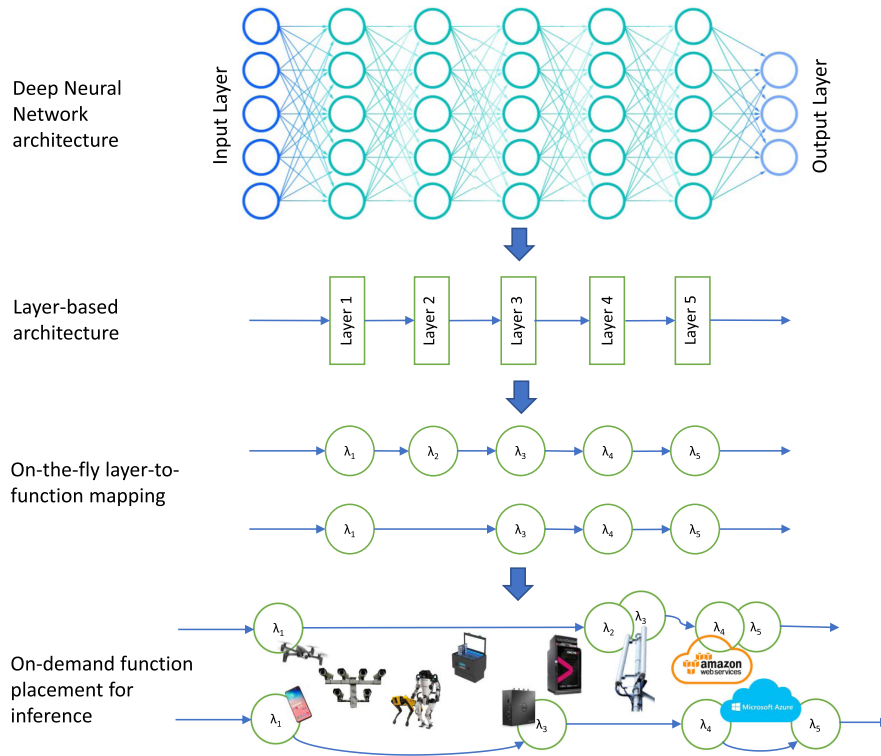 Deep Neural
Network
architecture
Input Layer
Output Layer
Layer-based
architecture
Layer 1
Layer 2
Layer 3
Layer 4
Layer 5
On-the-fly layer-to-
function mapping
λ1 λ2 λ3 λ4 λ5
λ1 λ3 λ4 λ5
On-demand function
placement for
inference
λ1 λ2 λ3 λ4 λ5
amazon
webservices
Microsoft Azure
λ1 λ3 λ4 λ5